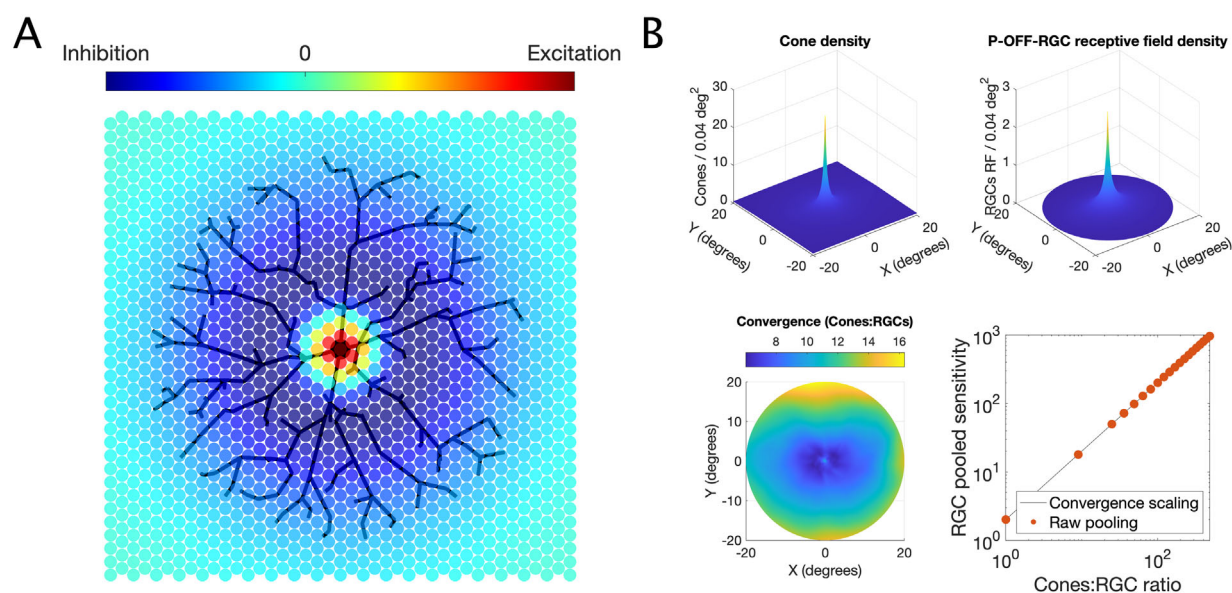 A
Inhibition 0 Excitation
B
Cone density
Cones / 0.04 deg²
30
20
10
0
20
0
-20
Y (degrees)
-20
0
20
X (degrees)
P-OFF-RGC receptive field density
RGCs RF / 0.04 deg²
3
2
1
0
20
0
-20
Y (degrees)
-20
0
20
X (degrees)
Convergence (Cones:RGCs)
8 10 12 14 16
Y (degrees)
20
10
0
-10
-20
-20 0 20
X (degrees)
RGC pooled sensitivity
10³
10²
10¹
10⁰
Convergence scaling
Raw pooling
10⁰ 10²
Cones:RGC ratio